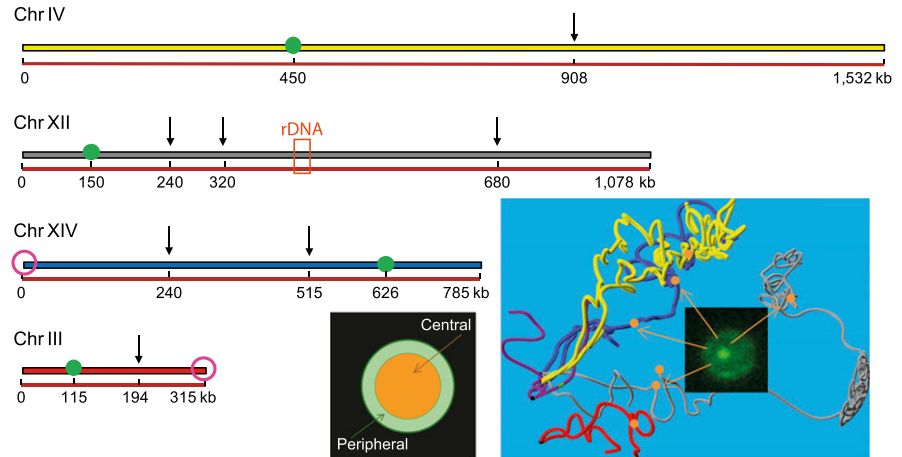 Chr IV
0 450 908 1,532 kb
Chr XII
rDNA
0 150 240 320 680 1,078 kb
Chr XIV
0 240 515 626 785 kb
Chr III
0 115 194 315 kb
Central
Peripheral